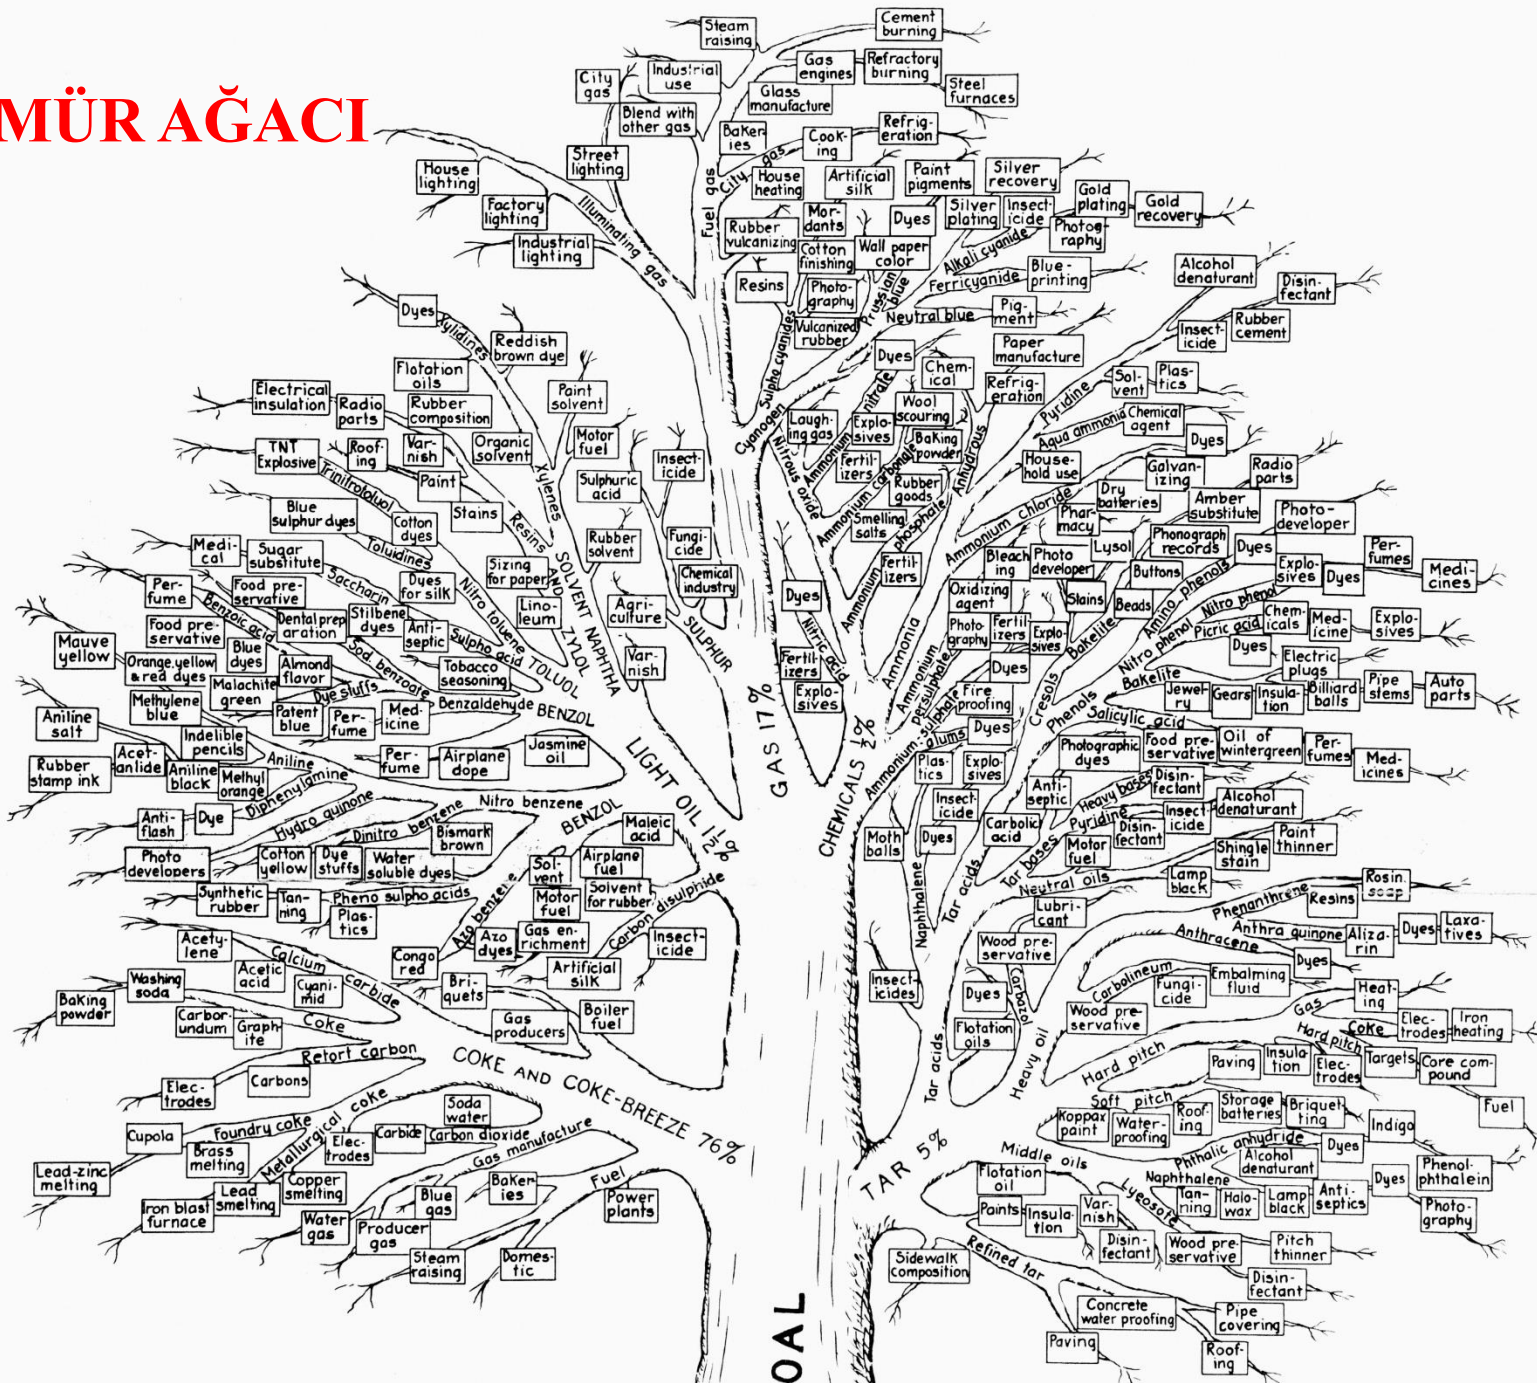 MÜR AĞACI
Steam
raising
Cement
burning
City
gas
Industrial
use
Gas
engines
Refractory
burning
Blend with
other gas
Glass
manufacture
Steel
furnaces
Baker-
ies
Cook-
ing
Refrig-
eration
City gas
Fuel gas
House
heating
Street
lighting
House
lighting
Factory
lighting
Industrial
lighting
Illuminating gas
Artificial
silk
Paint
pigments
Silver
recovery
Rubber
vulcanizing
Mor-
dants
Dyes
Silver
plating
Insect-
icide
Gold
plating
Gold
recovery
Cotton
finishing
Wall paper
color
Alkali cyanide
Photog-
raphy
Resins
Photo-
graphy
Prussian
blue
Ferricyanide
Blue-
printing
Vulcanized
rubber
Neutral blue
Pig-
ment
Sulpho cyanides
Cyanogen
Alcohol
denaturant
Disin-
fectant
Insect-
icide
Rubber
cement
Paper
manufacture
Dyes
Chem-
ical
Refrig-
eration
Pyridine
Sol-
vent
Plas-
tics
Laugh-
ing gas
Explo-
sives
Wool
scouring
Ammonium nitrate
Fertil-
izers
Baking
powder
Aqua ammonia
Chemical
agent
Nitrous oxide
Ammonium carbonate
Rubber
goods
Anhydrous
House-
hold use
Dyes
Smelling
salts
Ammonium phosphate
Fertil-
izers
Ammonium chloride
Dry
batteries
Galvan-
izing
Radio
parts
Dyes
Xylidines
Reddish
brown dye
Flotation
oils
Electrical
insulation
Radio
parts
Rubber
composition
Paint
solvent
TNT
Explosive
Roof-
ing
Var-
nish
Organic
solvent
Motor
fuel
Insect-
icide
Trinitrotoluol
Paint
Stains
Xylenes
Sulphuric
acid
Blue
sulphur dyes
Cotton
dyes
Resins AND
Rubber
solvent
Fungi-
cide
Toluidines
Sizing
for paper
SOLVENT NAPHTHA
Chemical
industry
Medi-
cal
Sugar
substitute
Saccharin
Dyes
for silk
Nitro toluene
Lino-
leum
ZYLOL
Agri-
culture
SULPHUR
Per-
fume
Food pre-
servative
Benzoic acid
Dental prep
aration
Stilbene
dyes
Anti-
septic
Sulpho acid
TOLUOL
Var-
nish
Food pre-
servative
Blue
dyes
Sod. benzoate
Tobacco
seasoning
Mauve
yellow
Orange, yellow
& red dyes
Almond
flavor
Malachite
green
Dye stuffs
Benzaldehyde
BENZOL
Methylene
blue
Patent
blue
Per-
fume
Med-
icine
Aniline
salt
Indelible
pencils
Per-
fume
Airplane
dope
Jasmine
oil
LIGHT OIL 1½%
Rubber
stamp ink
Acet-
anlide
Aniline
black
Methyl
orange
Aniline
Diphenylamine
Nitro benzene
BENZOL
Anti-
flash
Dye
Hydro quinone
Dinitro benzene
Bismark
brown
Maleic
acid
Photo
developers
Cotton
yellow
Dye
stuffs
Water
soluble dyes
Sol-
vent
Airplane
fuel
Synthetic
rubber
Tan-
ning
Pheno sulpho acids
Plas-
tics
Azo benzene
Motor
fuel
Solvent
for rubber
Carbon disulphide
Azo
dyes
Gas en-
richment
Congo
red
Artificial
silk
Insect-
icide
Dyes
Nitric acid
Fertil-
izers
Explo-
sives
GAS 17%
CHEMICALS ½%
Ammonia
Phar-
macy
Amber
substitute
Photo-
developer
Bleach
ing
Photo
developer
Lysol
Phonograph
records
Dyes
Per-
fumes
Oxidizing
agent
Stains
Buttons
Beads
Amino phenols
Explo-
sives
Dyes
Medi-
cines
Photo-
graphy
Fertil-
izers
Explo-
sives
Bakelite
Nitro phenol
Nitro phenol
Picric acid
Chem-
icals
Med-
icine
Explo-
sives
Ammonium
persulphate
Dyes
Cresols
Dyes
Electric
plugs
Fire
proofing
Phenols
Bakelite
Jewel-
ry
Gears
Insula-
tion
Billiard
balls
Pipe
stems
Auto
parts
Ammonium sulphate
alums
Dyes
Salicylic acid
Plas-
tics
Explo-
sives
Photographic
dyes
Food pre-
servative
Oil of
wintergreen
Per-
fumes
Med-
icines
Insect-
icide
Anti-
septic
Heavy bases
Disin-
fectant
Alcohol
denaturant
Moth
balls
Dyes
Carbolic
acid
Pyridine
Disin-
fectant
Insect-
icide
Paint
thinner
Tar bases
Motor
fuel
Shingle
stain
Naphthalene
Tar acids
Neutral oils
Lamp
black
Lubri-
cant
Phenanthrene
Resins
Rosin
soap
Wood pre-
servative
Anthracene
Anthra quinone
Aliza-
rin
Dyes
Laxa-
tives
Insect-
icides
Dyes
Carbazol
Carbolineum
Fungi-
cide
Embalming
fluid
Dyes
Flotation
oils
Wood pre-
servative
Gas
Heat-
ing
Heavy oil
Hard pitch
Hard pitch
Coke
Elec-
trodes
Iron
heating
Tar acids
Paving
Insula-
tion
Elec-
trodes
Targets
Core com-
pound
Soft pitch
Koppax
paint
Water-
proofing
Roof-
ing
Storage
batteries
Briquet-
ting
Indigo
Fuel
TAR 5%
Middle oils
Phthalic anhydride
Dyes
Flotation
oil
Alcohol
denaturant
Phenol-
phthalein
Naphthalene
Lycosote
Tan-
ning
Halo-
wax
Lamp
black
Anti-
septics
Dyes
Photo-
graphy
Paints
Insula-
tion
Var-
nish
Disin-
fectant
Wood pre-
servative
Pitch
thinner
Sidewalk
composition
Refined tar
Disin-
fectant
Concrete
water proofing
Pipe
covering
Paving
Roof-
ing
Acety-
lene
Calcium carbide
Washing
soda
Acetic
acid
Cyani-
mid
Bri-
quets
Baking
powder
Carbor-
undum
Graph-
ite
Coke
Gas
producers
Boiler
fuel
Retort carbon
Elec-
trodes
Carbons
COKE AND COKE-BREEZE 76%
Cupola
Foundry coke
Metallurgical coke
Soda
water
Brass
melting
Elec-
trodes
Carbide
Carbon dioxide
Gas manufacture
Lead-zinc
melting
Copper
smelting
Lead
smelting
Iron blast
furnace
Fuel
Baker-
ies
Blue
gas
Power
plants
Water
gas
Producer
gas
Steam
raising
Domes-
tic
OAL